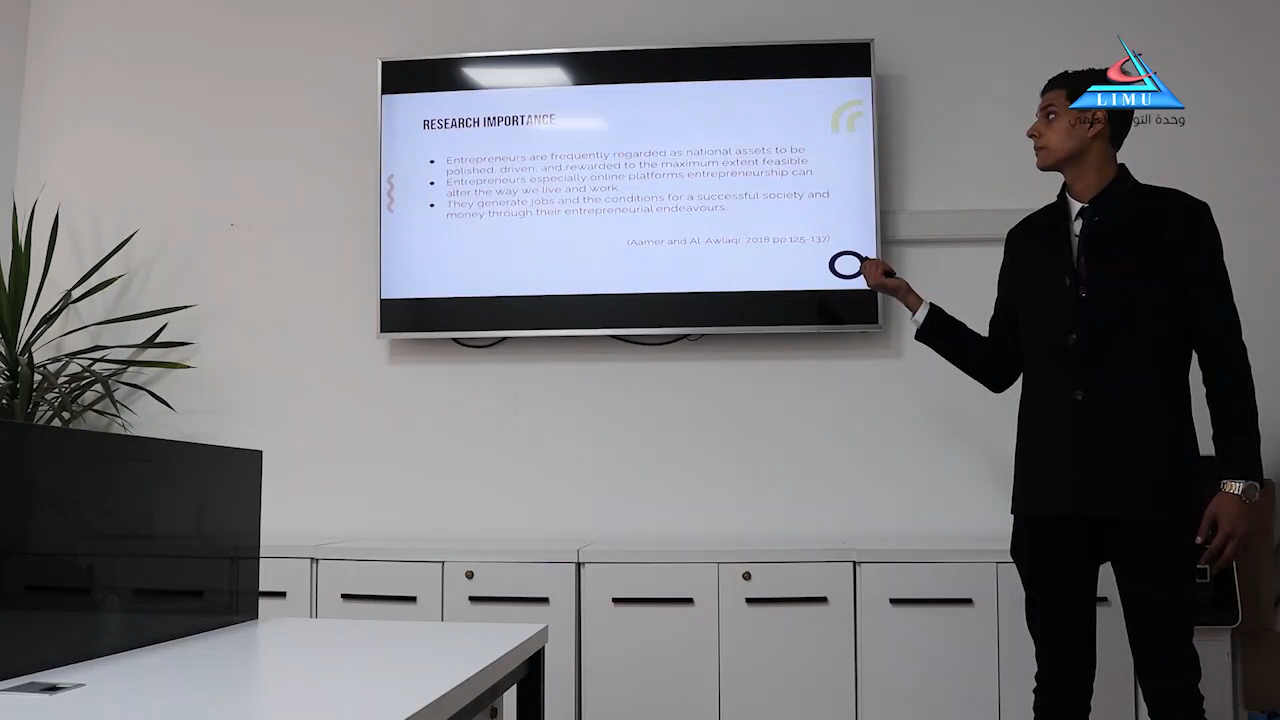 RESEARCH IMPORTANCE
Entrepreneurs are frequently regarded as national assets to be
polished, driven, and rewarded to the maximum extent feasible
Entrepreneurs especially online platforms entrepreneurship can
alter the way we live and work.
They generate jobs and the conditions for a successful society and
money through their entrepreneurial endeavours.
(Aamer and Al-Awlaqi, 2018 pp 125-137)
LIMU
وحدة